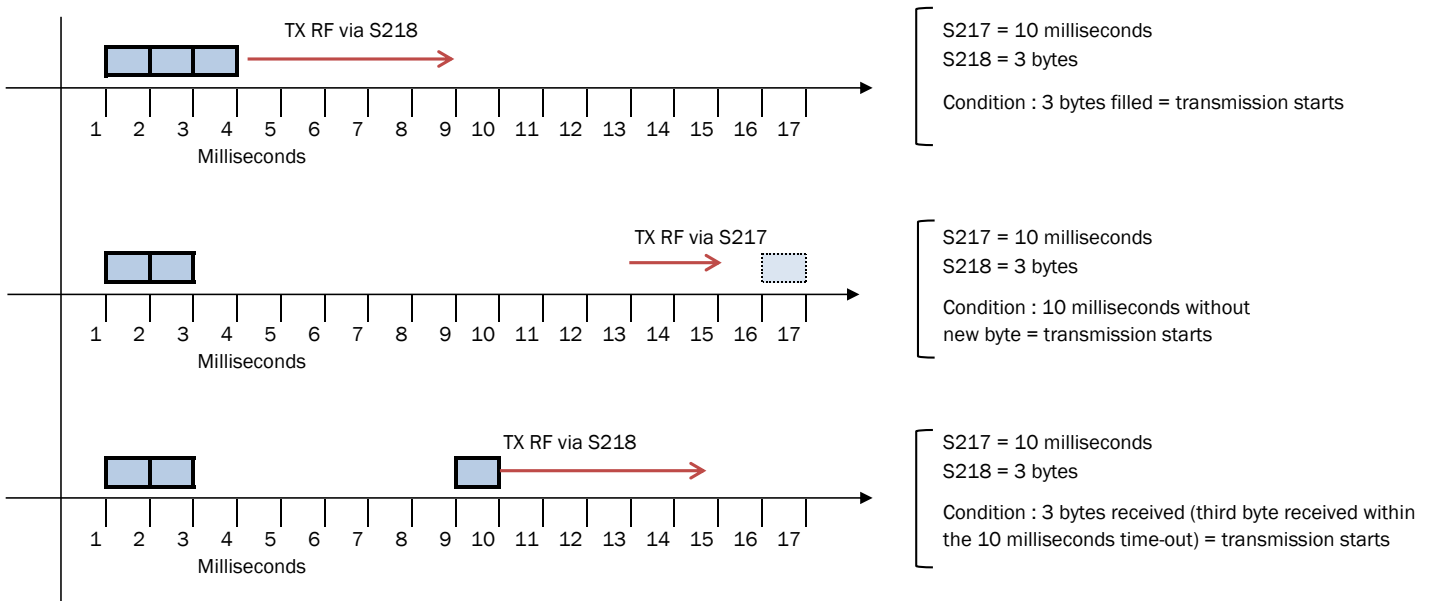 TX RF via S218
1 2 3 4 5 6 7 8 9 10 11 12 13 14 15 16 17
Milliseconds
S217 = 10 milliseconds
S218 = 3 bytes
Condition : 3 bytes filled = transmission starts
TX RF via S217
1 2 3 4 5 6 7 8 9 10 11 12 13 14 15 16 17
Milliseconds
S217 = 10 milliseconds
S218 = 3 bytes
Condition : 10 milliseconds without
new byte = transmission starts
TX RF via S218
1 2 3 4 5 6 7 8 9 10 11 12 13 14 15 16 17
Milliseconds
S217 = 10 milliseconds
S218 = 3 bytes
Condition : 3 bytes received (third byte received within
the 10 milliseconds time-out) = transmission starts